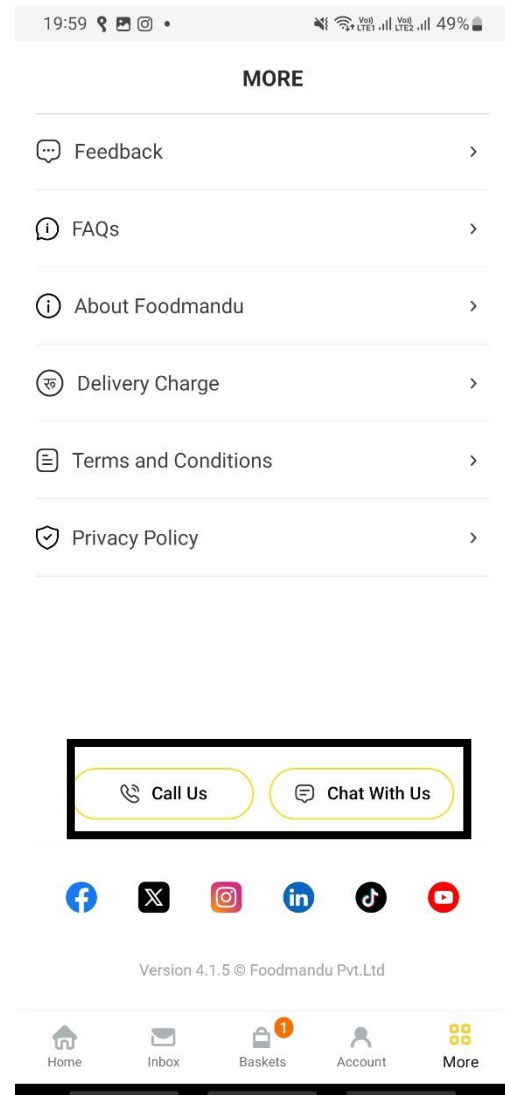 19:59 49%
MORE
Feedback
FAQs
About Foodmandu
रु Delivery Charge
Terms and Conditions
Privacy Policy
Call Us Chat With Us
Version 4.1.5 © Foodmandu Pvt.Ltd
1
Home Inbox Baskets Account More